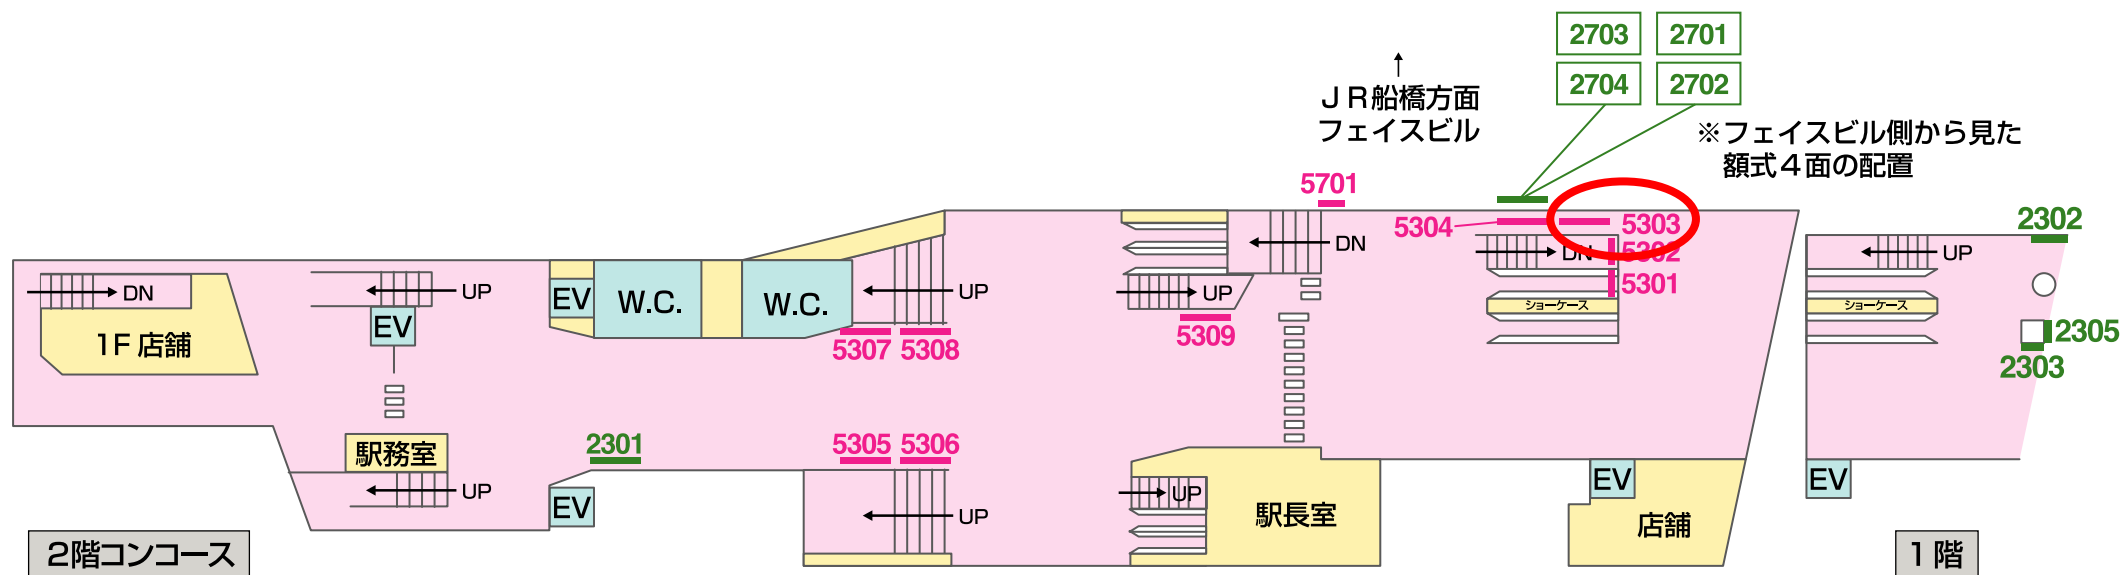 2703
2701
2704
2702
↑
JR船橋方面
フェイスビル
※フェイスビル側から見た
額式4面の配置
5701
5304
5303
5302
5301
DN
DN
ショーケース
2302
UP
ショーケース
2305
2303
DN
1F店舗
UP
EV
EV
W.C.
W.C.
UP
5307
5308
UP
5309
駅務室
UP
2301
EV
5305
5306
UP
UP
駅長室
EV
店舗
EV
2階コンコース
1階